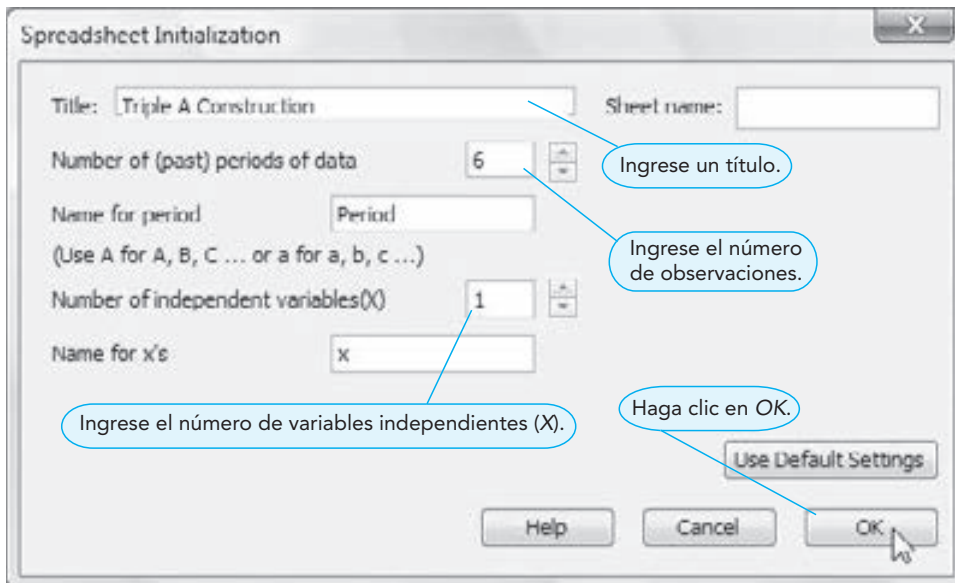 Spreadsheet Initialization
Title: Triple A Construction
Sheet name:
Number of (past) periods of data 6
Ingrese un título.
Name for period Period
(Use A for A, B, C ... or a for a, b, c ...)
Ingrese el número
de observaciones.
Number of independent variables(X) 1
Name for x's x
Ingrese el número de variables independientes (X).
Haga clic en OK.
Use Default Settings
Help Cancel OK